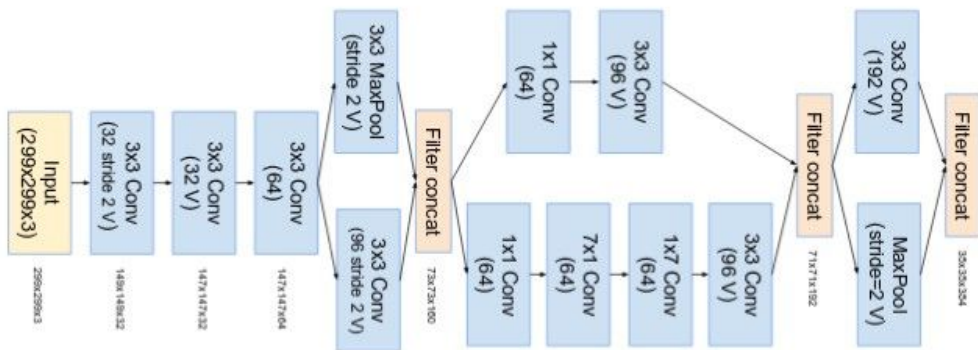 Input
(299x299x3)
299x299x3
3x3 Conv
(32 stride 2 V)
149x149x32
3x3 Conv
(32 V)
147x147x32
3x3 Conv
(64)
147x147x64
3x3 MaxPool
(stride 2 V)
3x3 Conv
(96 stride 2 V)
Filter concat
73x73x160
1x1 Conv
(64)
3x3 Conv
(96 V)
1x1 Conv
(64)
7x1 Conv
(64)
1x7 Conv
(64)
3x3 Conv
(96 V)
Filter concat
71x71x192
3x3 Conv
(192 V)
MaxPool
(stride=2 V)
Filter concat
35x35x384